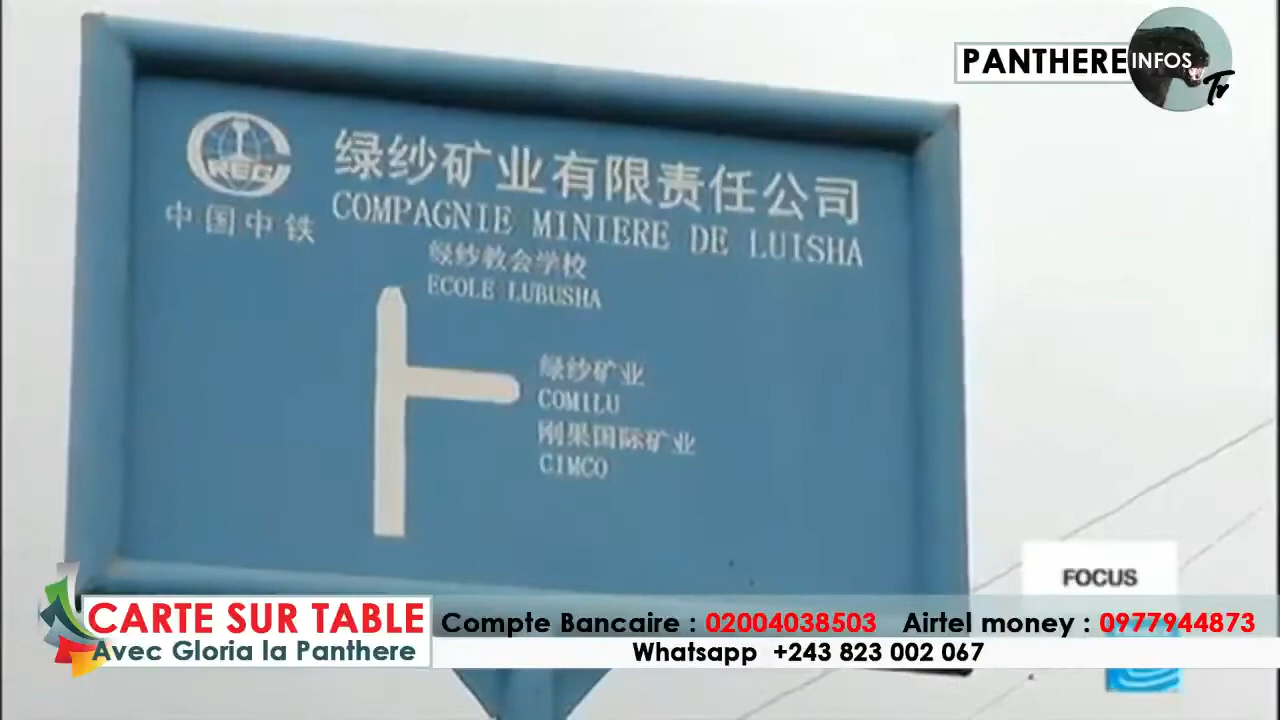 PANTHERE INFOS Tv
CREC
绿纱矿业有限责任公司
中国中铁
COMPAGNIE MINIERE DE LUISHA
绿纱教会学校
ECOLE LUBUSHA
绿纱矿业
COMILU
刚果国际矿业
CIMCO
FOCUS
CARTE SUR TABLE
Avec Gloria la Panthere
Compte Bancaire : 02004038503 Airtel money : 0977944873
Whatsapp +243 823 002 067